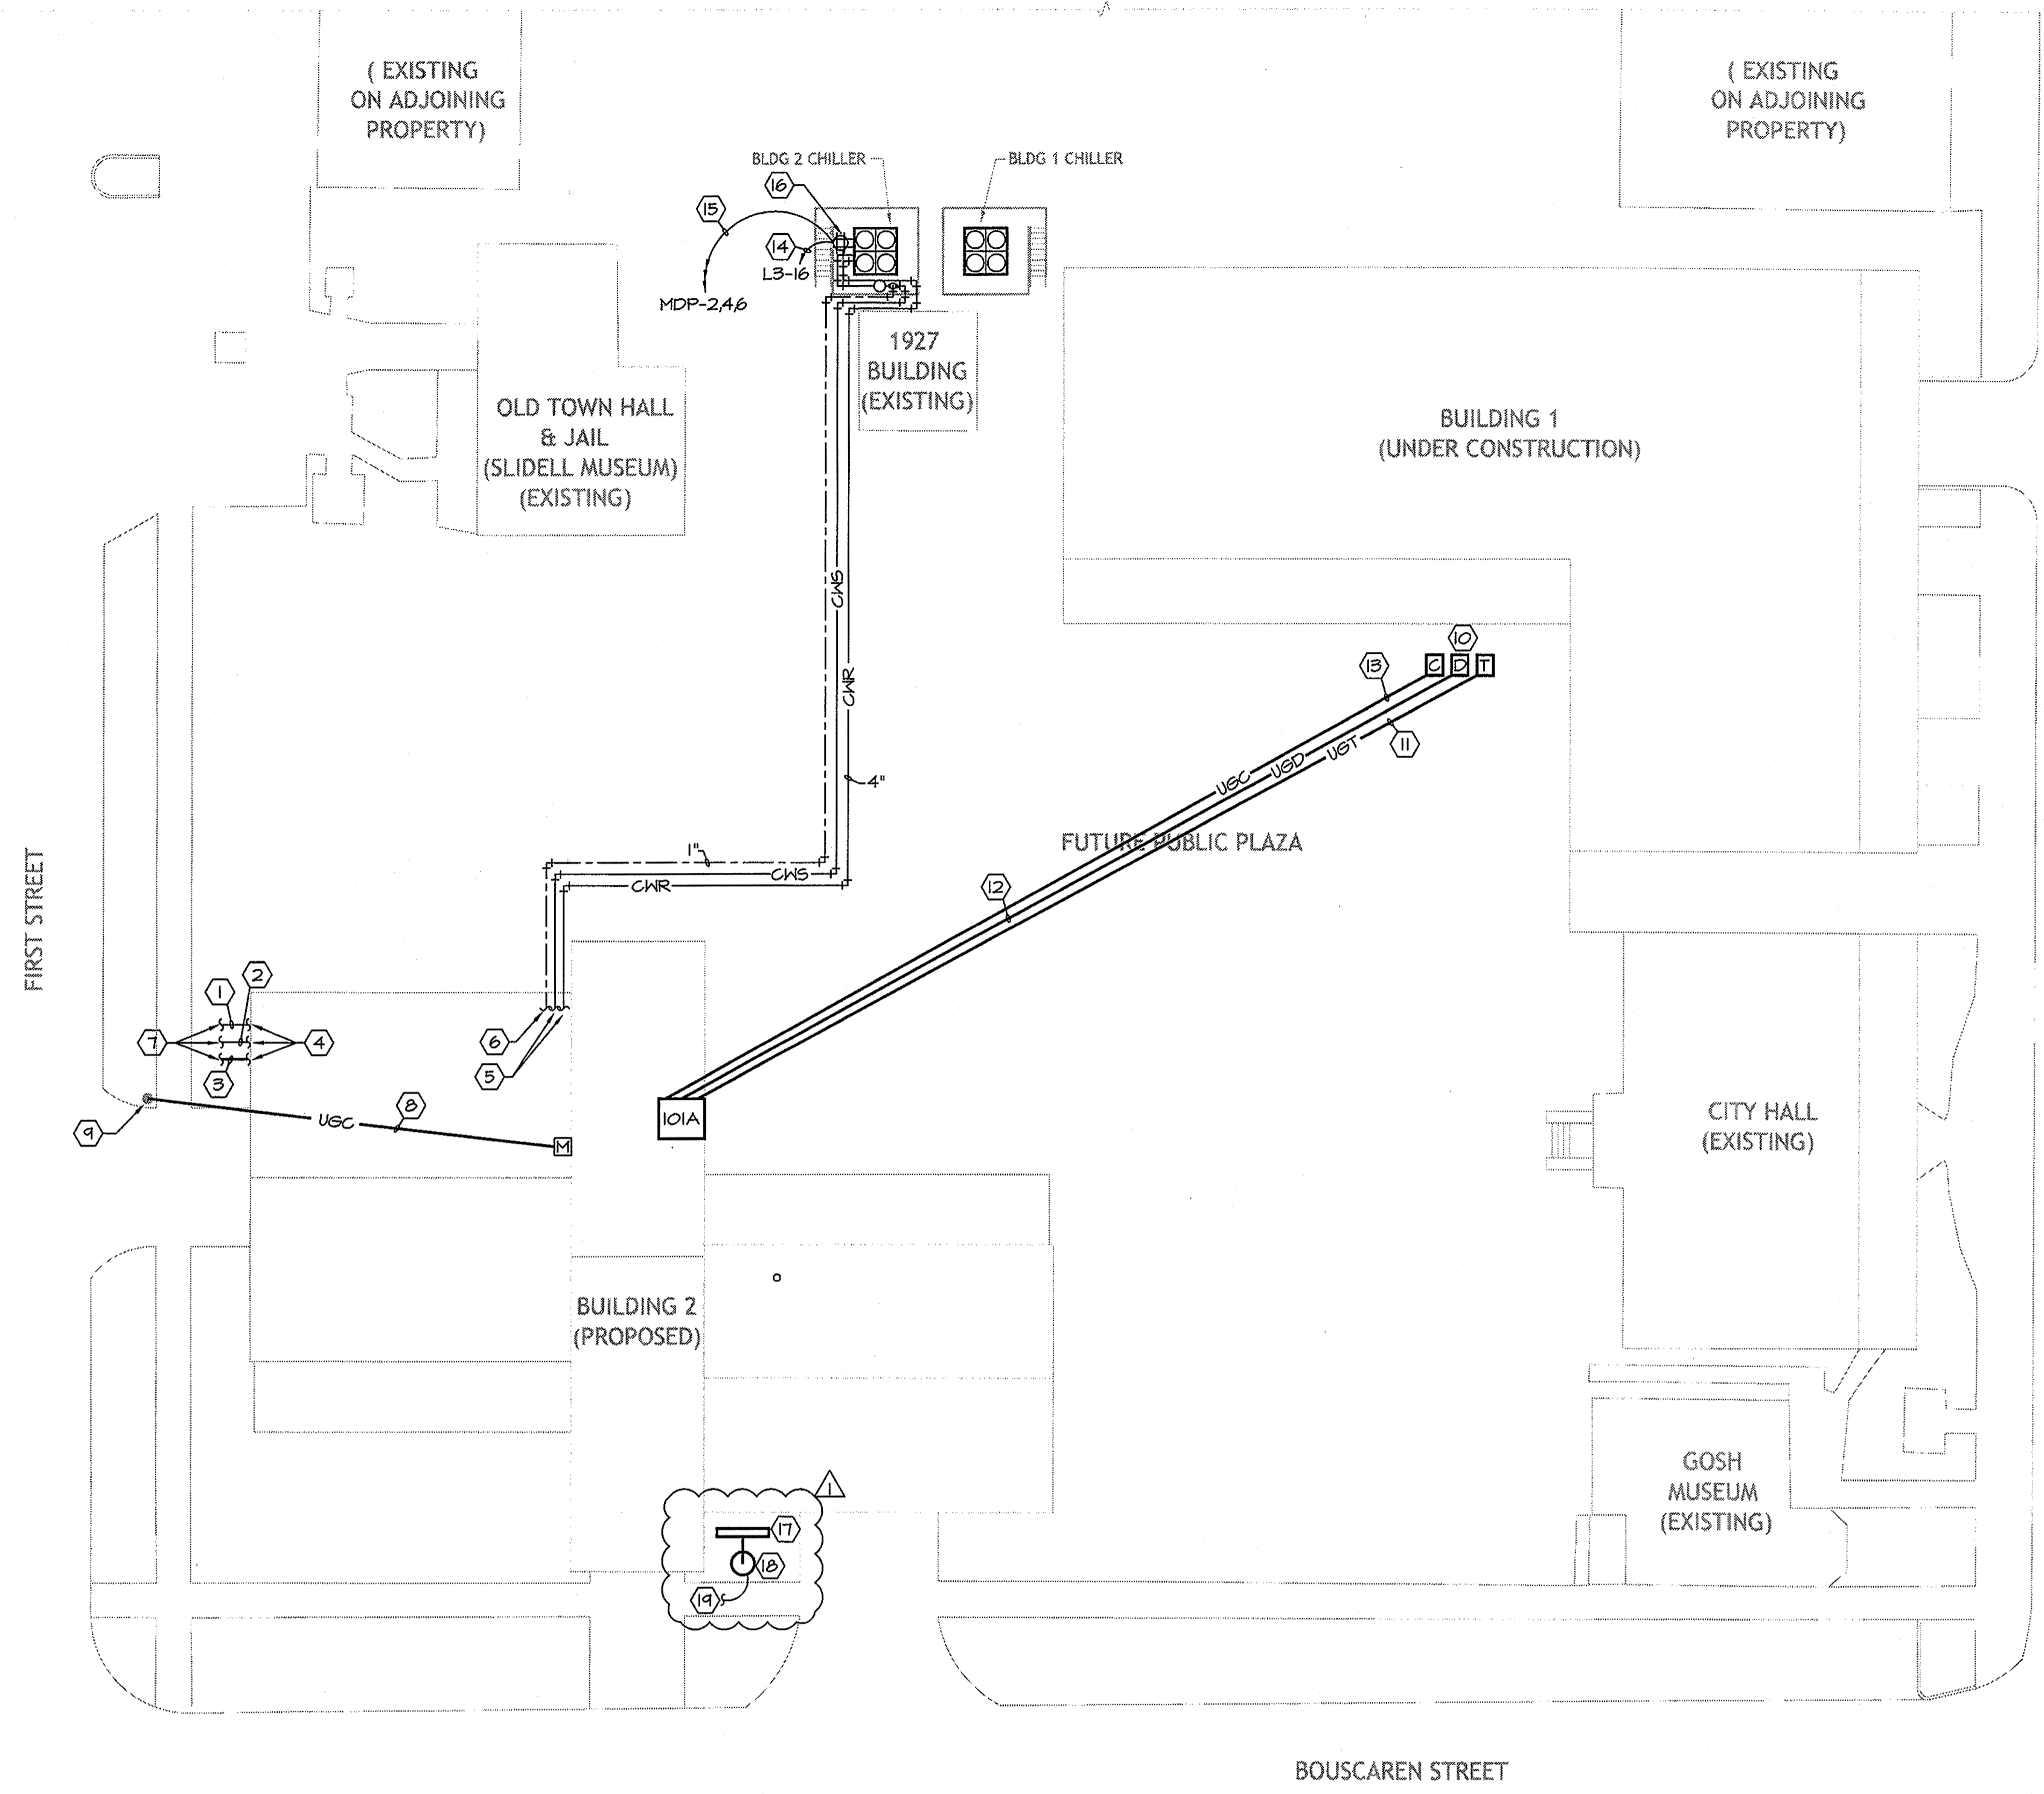 ( EXISTING
ON ADJOINING
PROPERTY)
( EXISTING
ON ADJOINING
PROPERTY)
BLDG 2 CHILLER
BLDG 1 CHILLER
16
15
14
L3-16
MDP-2,4,6
1927
BUILDING
(EXISTING)
OLD TOWN HALL
& JAIL
(SLIDELL MUSEUM)
(EXISTING)
BUILDING 1
(UNDER CONSTRUCTION)
CWS
CWR
4"
10
13
C D T
11
UGC
UGD
UGT
FUTURE PUBLIC PLAZA
1"
CWS
CWR
12
FIRST STREET
2
1
7
4
3
6
5
9
UGC
8
M
101A
CITY HALL
(EXISTING)
BUILDING 2
(PROPOSED)
GOSH
MUSEUM
(EXISTING)
1
17
18
19
BOUSCAREN STREET